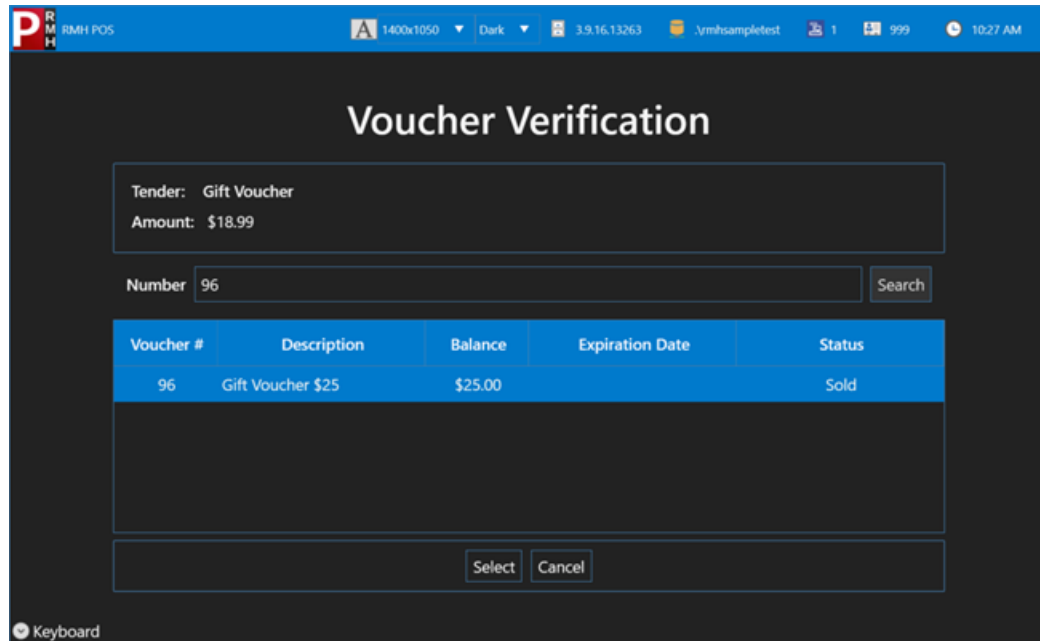 P RMH RMH POS A 1400x1050 Dark 3.9.16.13263 .\rmhsampletest 1 999 10:27 AM
Voucher Verification
Tender: Gift Voucher
Amount: $18.99
Number 96 Search
Voucher # Description Balance Expiration Date Status
96 Gift Voucher $25 $25.00 Sold
Select Cancel
Keyboard